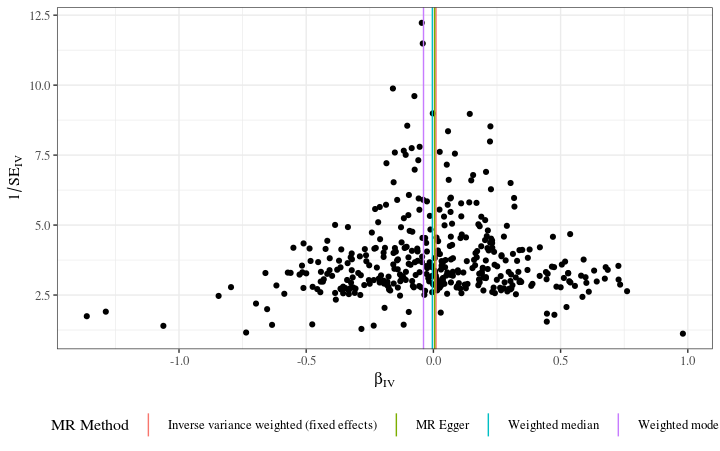 12.5
10.0
7.5
5.0
2.5
1/SE_IV
-1.0 -0.5 0.0 0.5 1.0
β_IV
MR Method Inverse variance weighted (fixed effects) MR Egger Weighted median Weighted mode